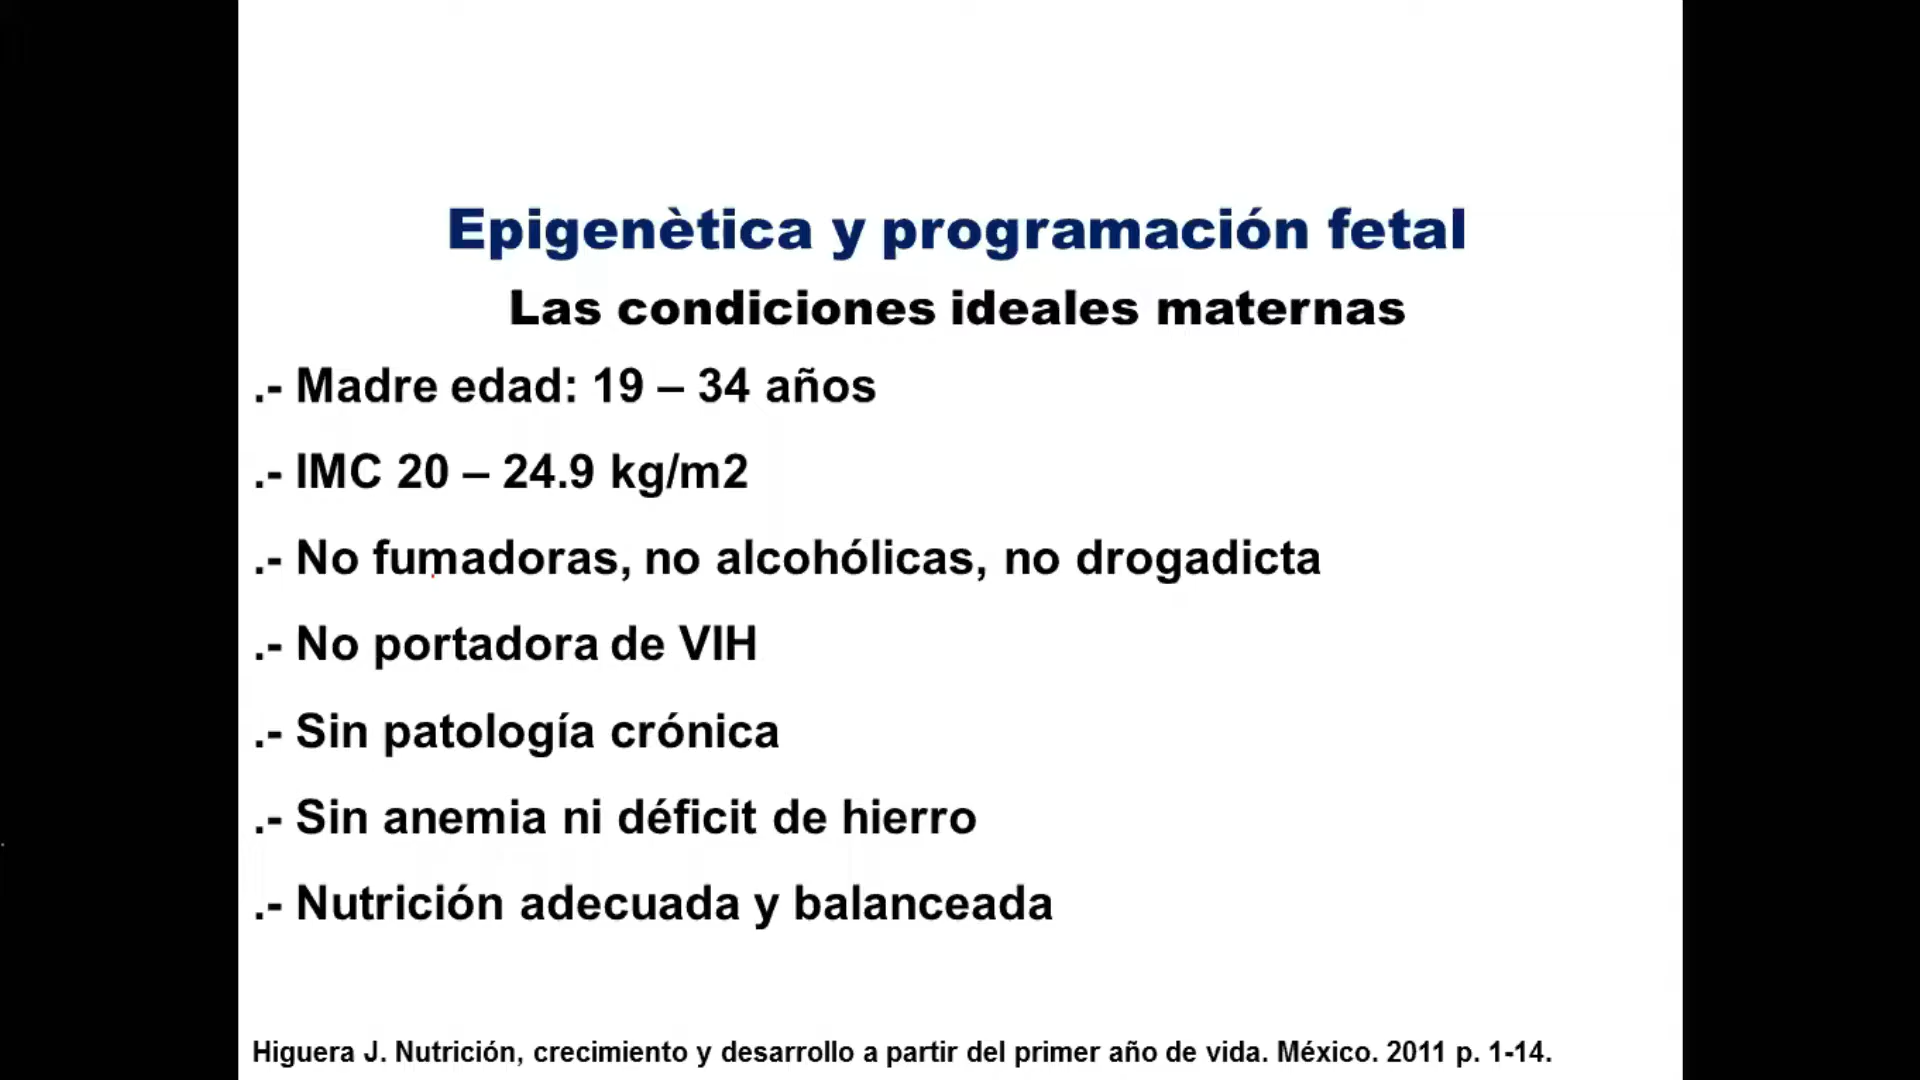 Epigenètica y programación fetal
Las condiciones ideales maternas
.- Madre edad: 19 – 34 años
.- IMC 20 – 24.9 kg/m2
.- No fumadoras, no alcohólicas, no drogadicta
.- No portadora de VIH
.- Sin patología crónica
.- Sin anemia ni déficit de hierro
.- Nutrición adecuada y balanceada
Higuera J. Nutrición, crecimiento y desarrollo a partir del primer año de vida. México. 2011 p. 1-14.